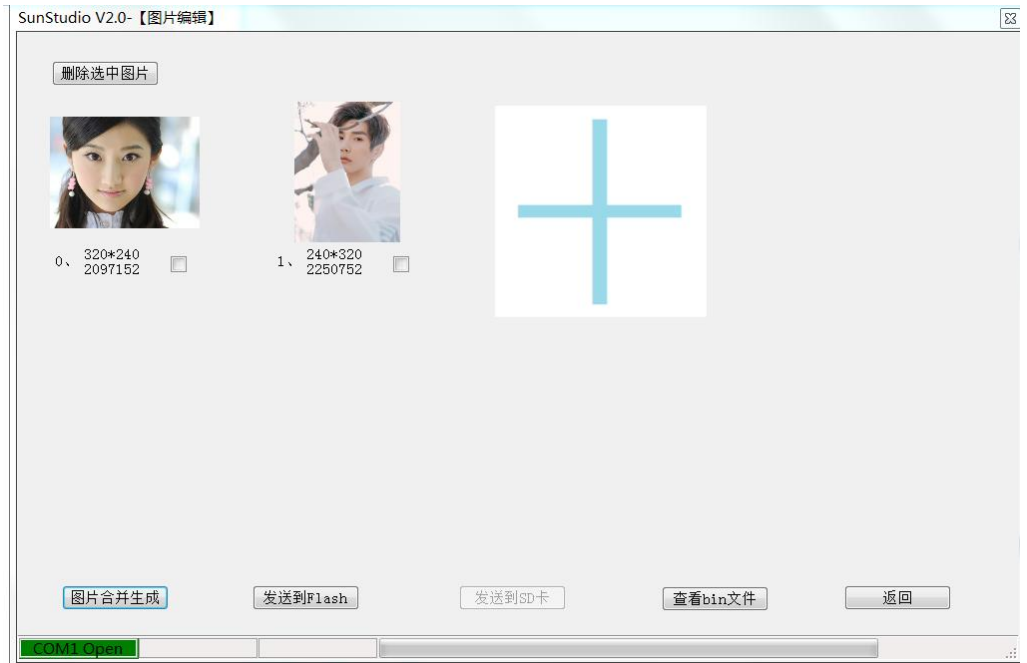 SunStudio V2.0-【图片编辑】
删除选中图片
0、 320*240
2097152
1、 240*320
2250752
图片合并生成
发送到Flash
发送到SD卡
查看bin文件
返回
COM1 Open